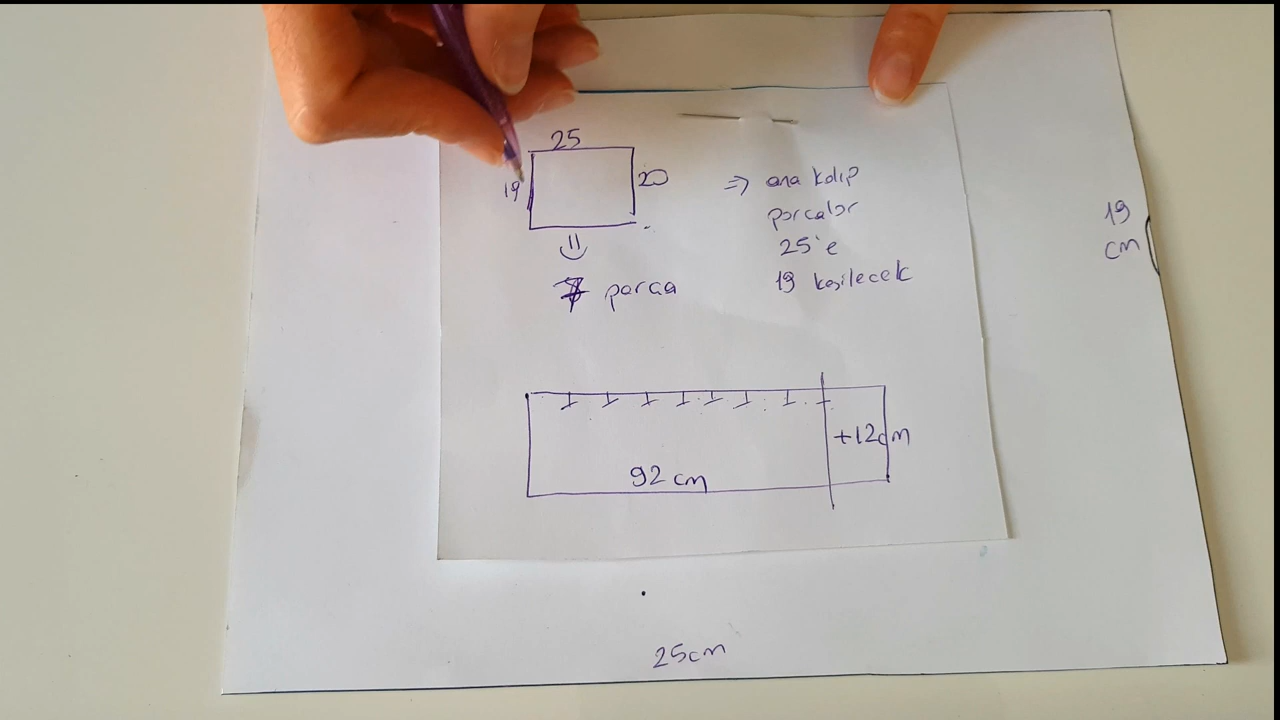 25
19
20
=
7 parça
⇒ ana kalıp
parçalar
25'e
19 kesilecek
19
cm
+12cm
92 cm
25cm